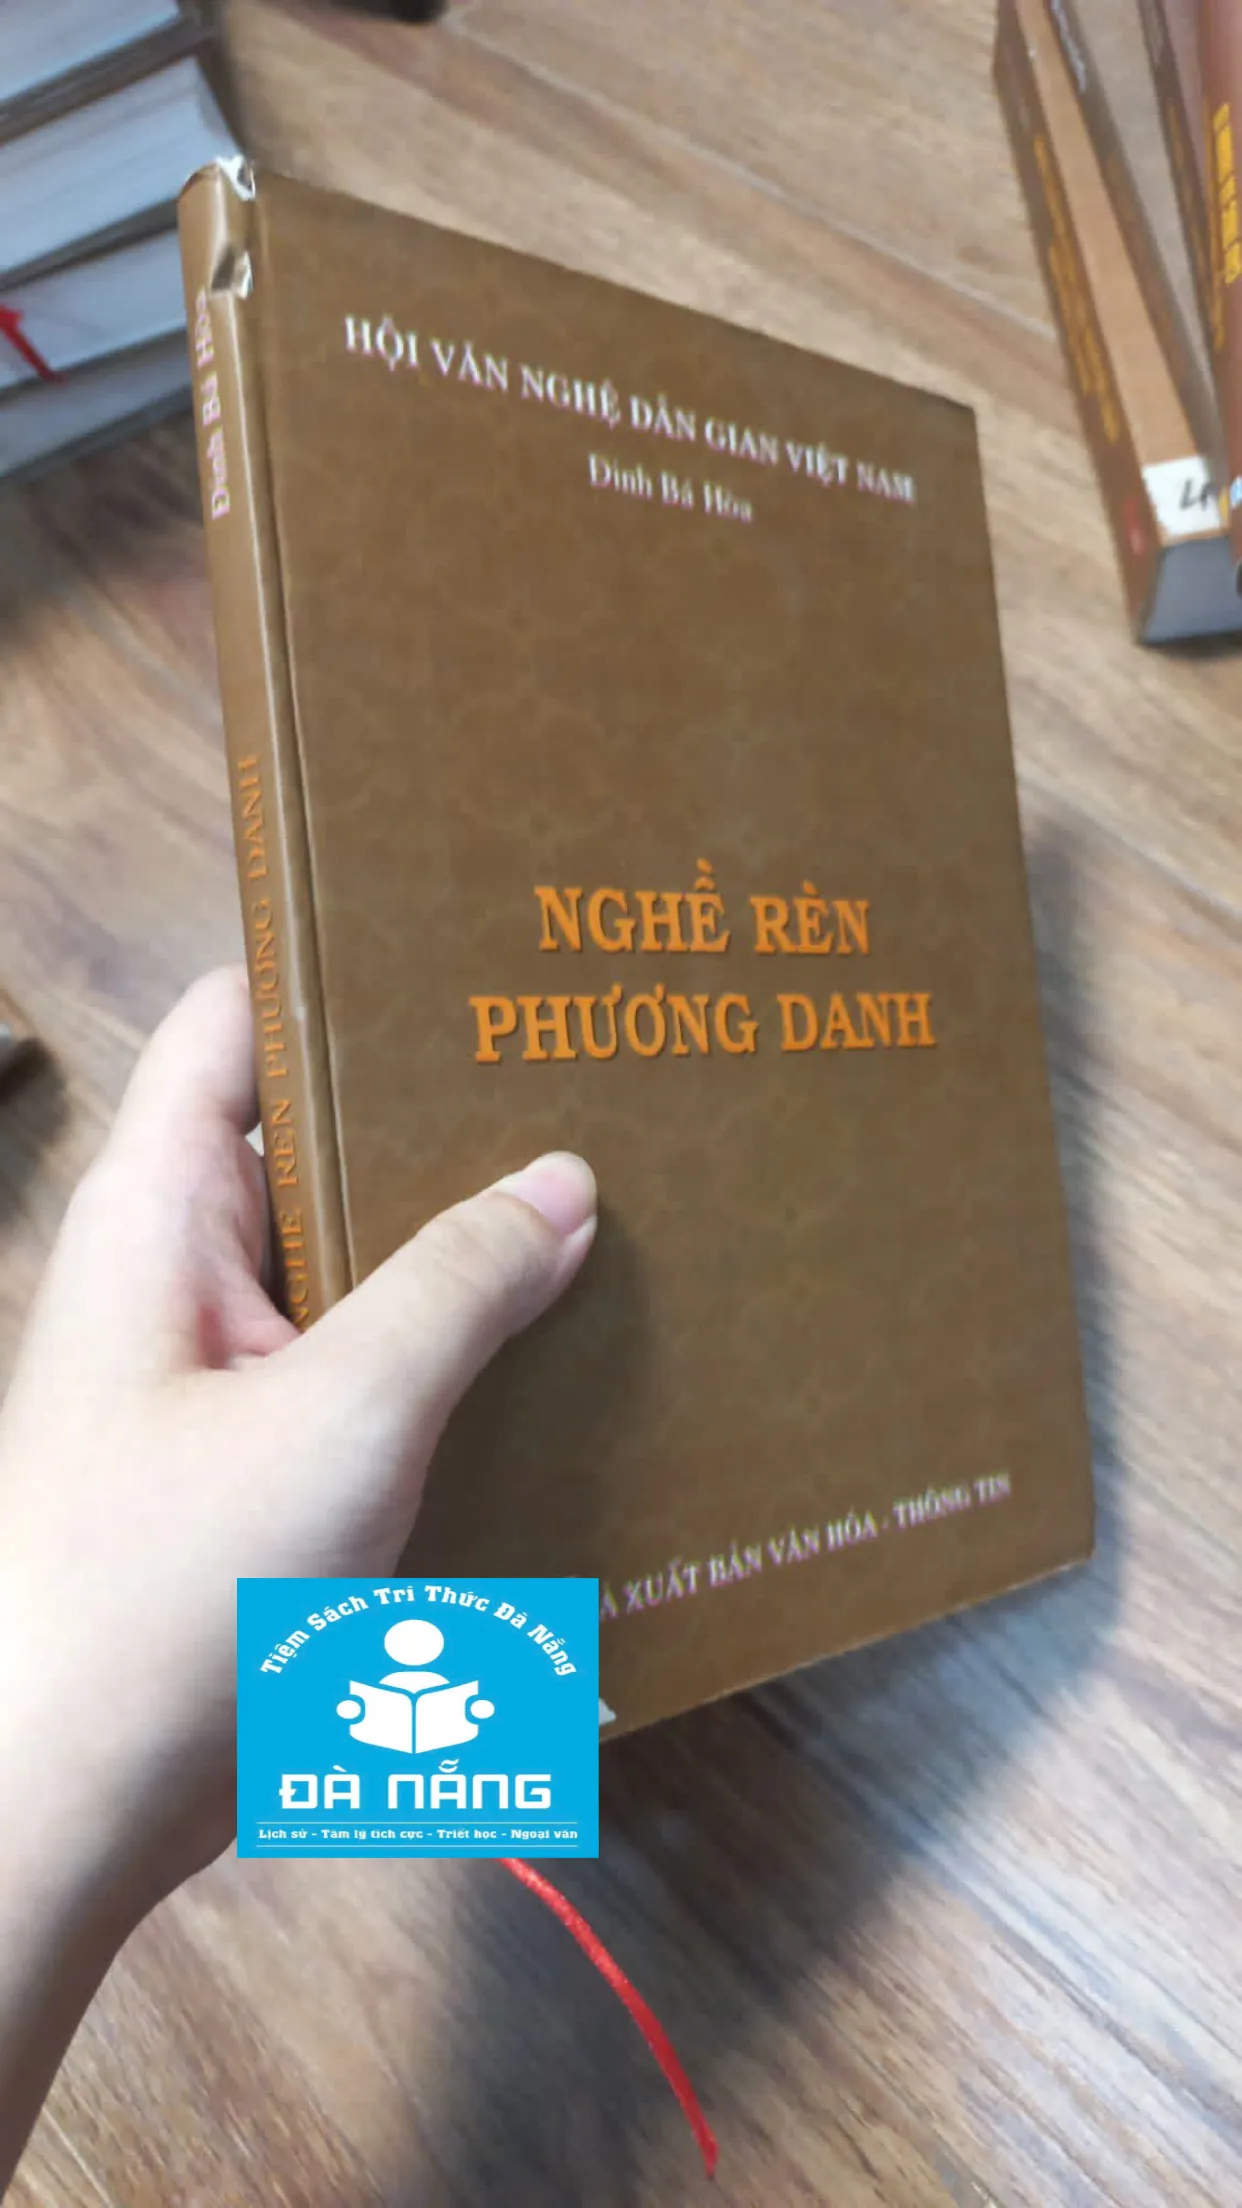 HỘI VĂN NGHỆ DÂN GIAN VIỆT NAM
Đinh Bá Hòa
NGHỀ RÈN
PHƯƠNG DANH
À XUẤT BẢN VĂN HÓA - THÔNG TIN
Đinh Bá Hòa
NGHỀ RÈN PHƯƠNG DANH
Tiệm Sách Tri Thức Đà Nẵng
ĐÀ NẴNG
Lịch sử - Tâm lý tích cực - Triết học - Ngoại văn